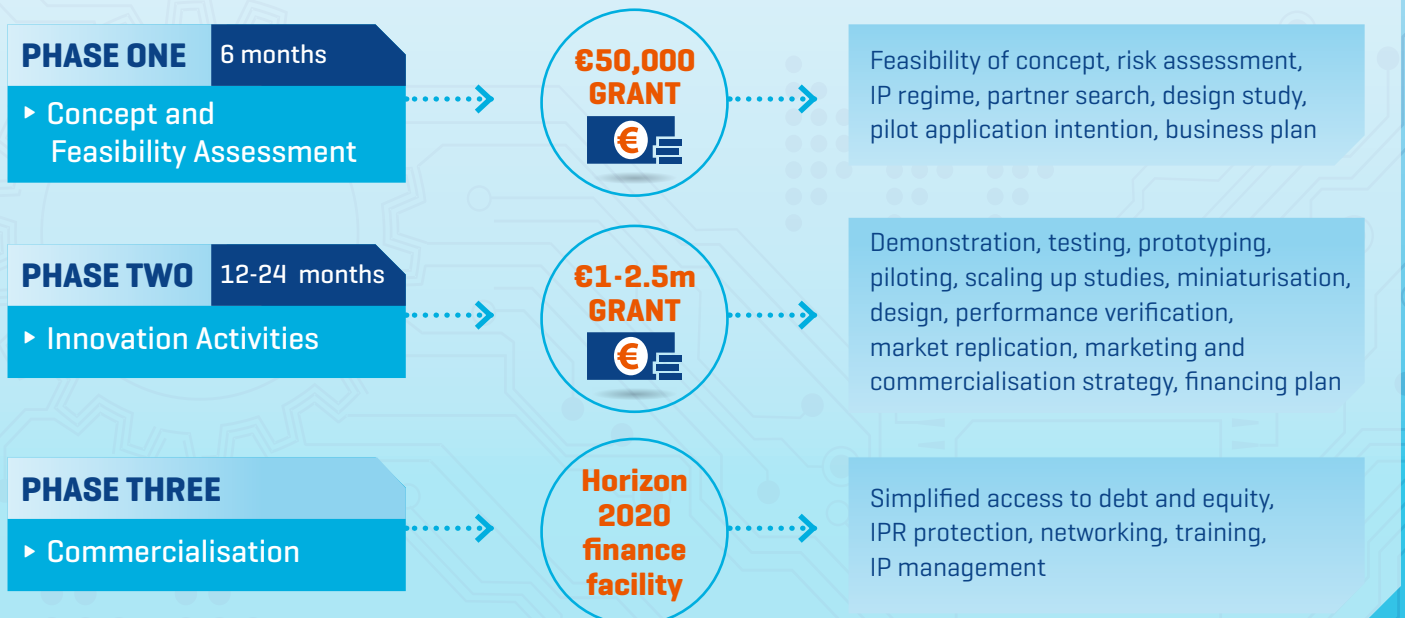 PHASE ONE
6 months
▸ Concept and
Feasibility Assessment
€50,000
GRANT
€
Feasibility of concept, risk assessment,
IP regime, partner search, design study,
pilot application intention, business plan
PHASE TWO
12-24 months
▸ Innovation Activities
€1-2.5m
GRANT
€
Demonstration, testing, prototyping,
piloting, scaling up studies, miniaturisation,
design, performance verification,
market replication, marketing and
commercialisation strategy, financing plan
PHASE THREE
▸ Commercialisation
Horizon
2020
finance
facility
Simplified access to debt and equity,
IPR protection, networking, training,
IP management